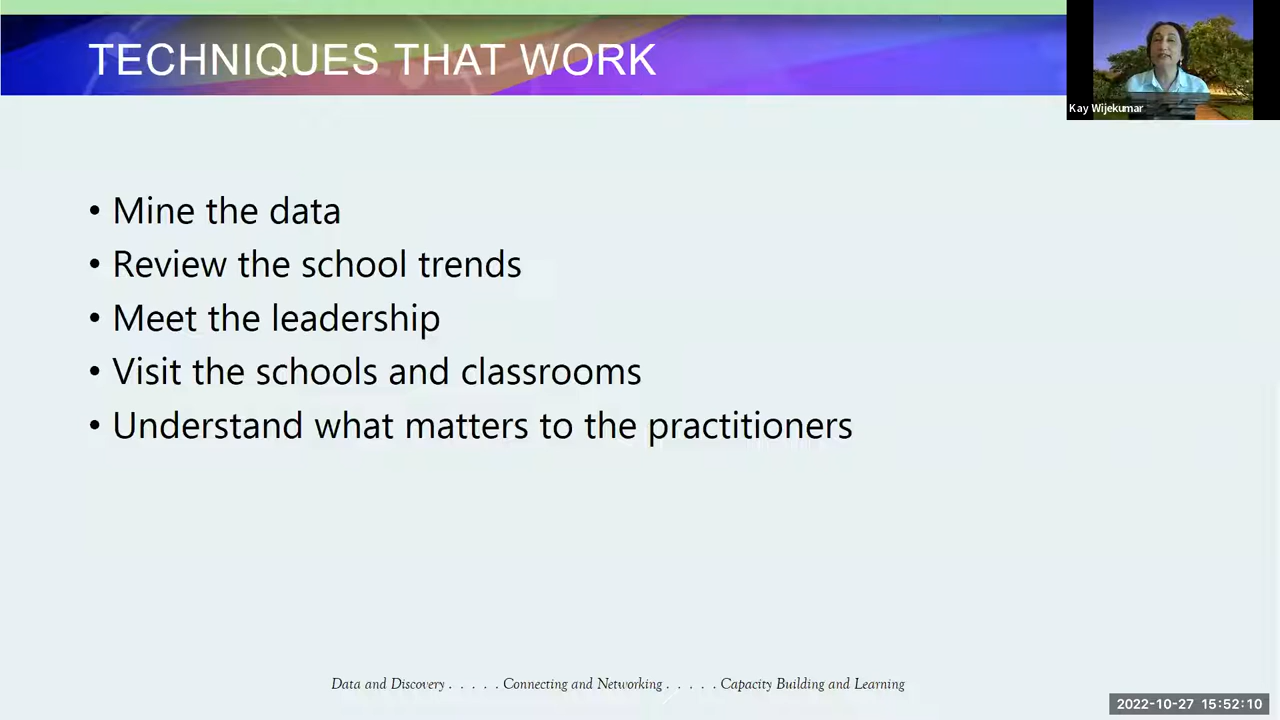 TECHNIQUES THAT WORK
Kay Wijekumar
• Mine the data
• Review the school trends
• Meet the leadership
• Visit the schools and classrooms
• Understand what matters to the practitioners
Data and Discovery . . . . . Connecting and Networking . . . . . Capacity Building and Learning
2022-10-27 15:52:10